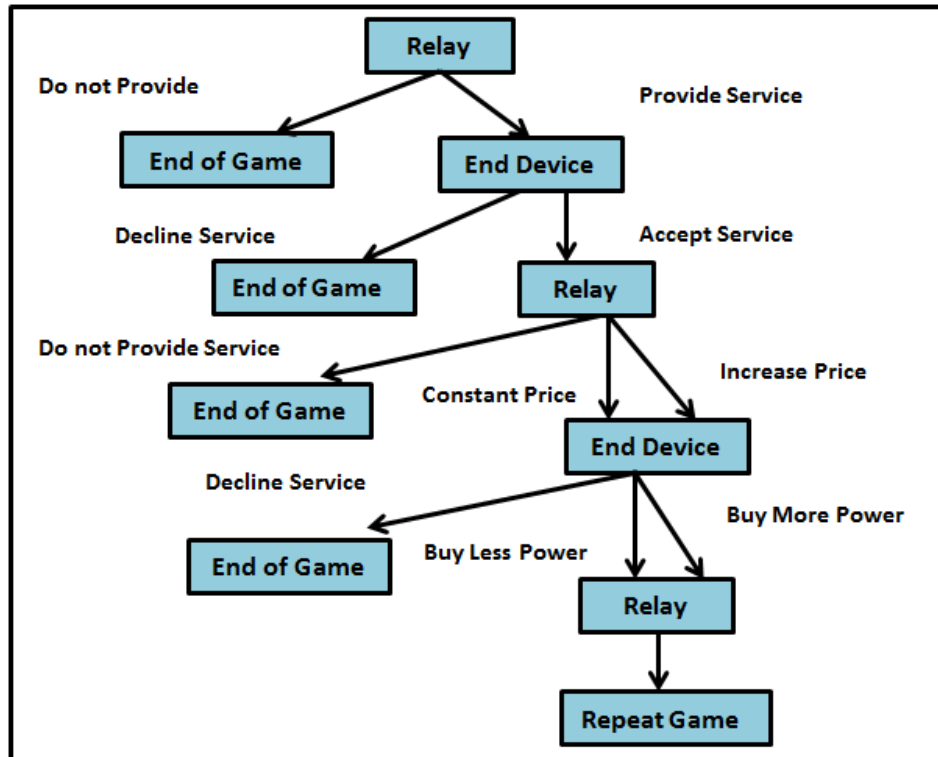 Relay
Do not Provide
Provide Service
End of Game
End Device
Decline Service
Accept Service
End of Game
Relay
Do not Provide Service
Increase Price
Constant Price
End of Game
End Device
Decline Service
Buy More Power
Buy Less Power
End of Game
Relay
Repeat Game